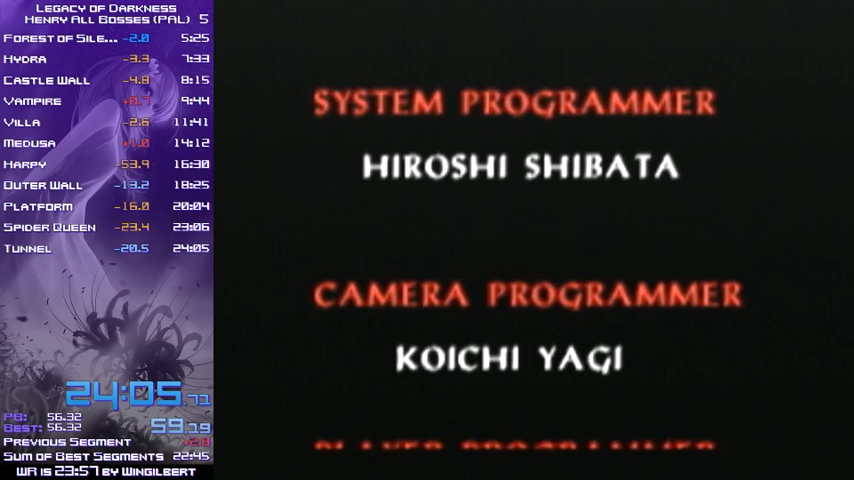 Legacy of Darkness
Henry All Bosses (PAL) 5
Forest of Sile... -2.0 5:25
Hydra -3.3 7:33
Castle Wall -4.8 8:15
Vampire +0.7 9:44
Villa -2.6 11:41
Medusa +1.0 14:12
Harpy -53.9 16:30
Outer Wall -13.2 18:25
Platform -16.0 20:04
Spider Queen -23.4 23:06
Tunnel -20.5 24:05
24:05.71
PB: 56.32
Best: 56.32
59.19
Previous Segment +2.8
Sum of Best Segments 22:45
WR is 23:57 by Wingilbert
SYSTEM PROGRAMMER
HIROSHI SHIBATA
CAMERA PROGRAMMER
KOICHI YAGI
PLAYER PROGRAMMER